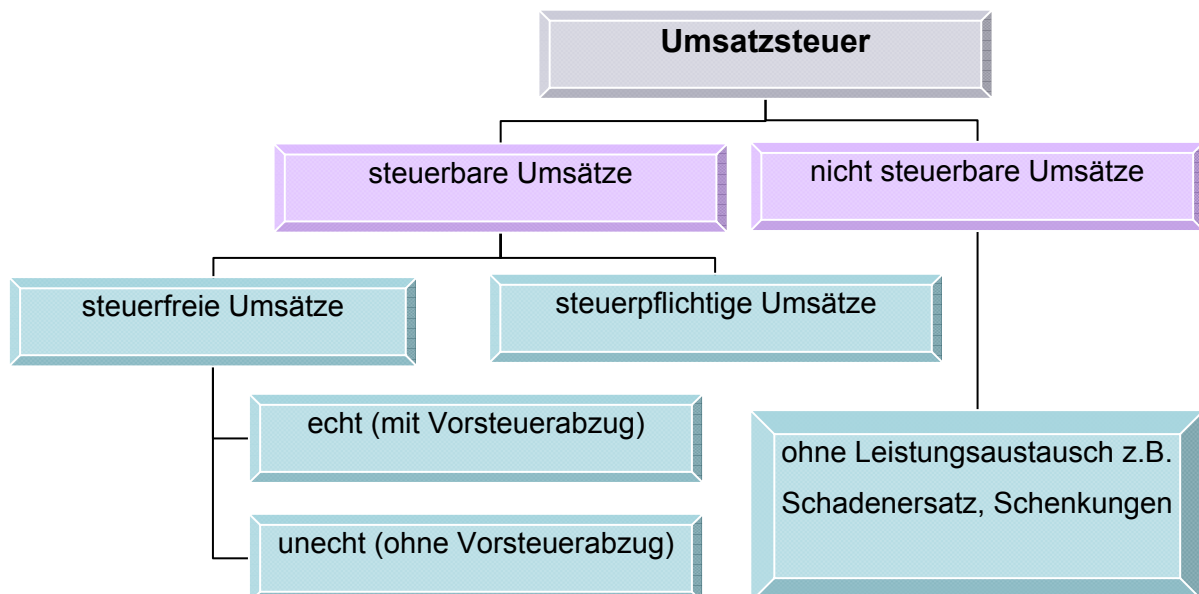 Umsatzsteuer
steuerbare Umsätze
nicht steuerbare Umsätze
steuerfreie Umsätze
steuerpflichtige Umsätze
echt (mit Vorsteuerabzug)
ohne Leistungsaustausch z.B.
Schadenersatz, Schenkungen
unecht (ohne Vorsteuerabzug)